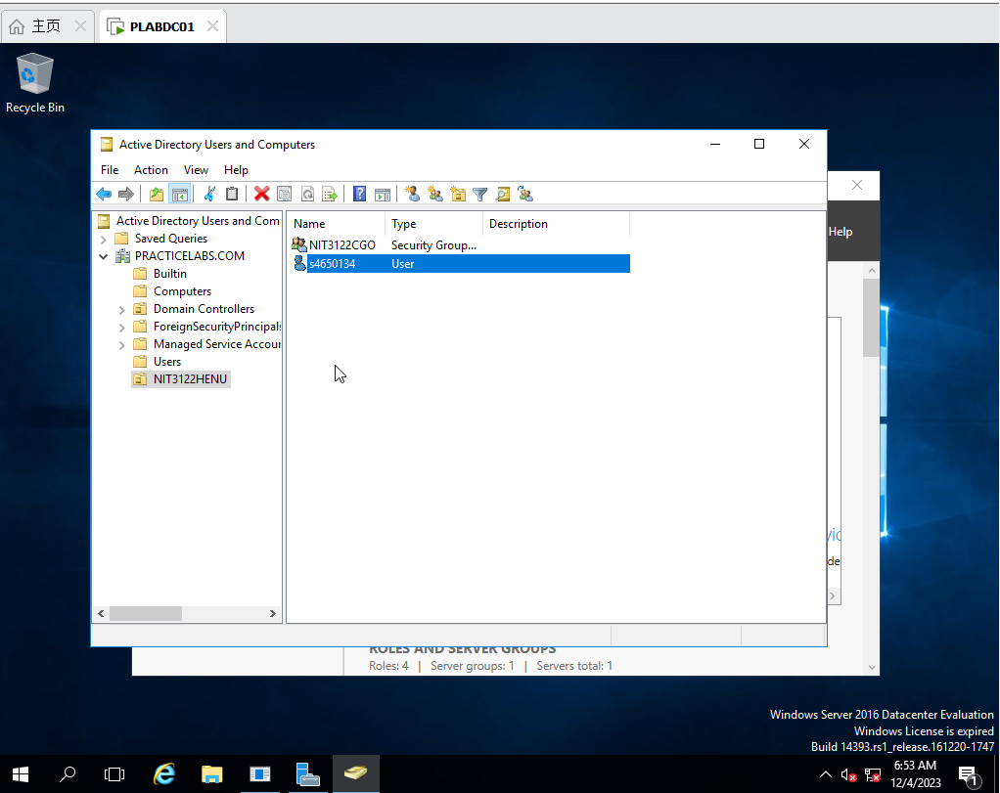 主页
PLABDC01
Recycle Bin
Active Directory Users and Computers
File Action View Help
Help
Active Directory Users and Com
Name Type Description
Saved Queries
NIT3122CGO Security Group...
PRACTICELABS.COM
s4650134 User
Builtin
Computers
Domain Controllers
ForeignSecurityPrincipals
Managed Service Accour
Users
NIT3122HENU
de
ROLES AND SERVER GROUPS
Roles: 4 | Server groups: 1 | Servers total: 1
Windows Server 2016 Datacenter Evaluation
Windows License is expired
Build 14393.rs1_release.161220-1747
6:53 AM
12/4/2023
1